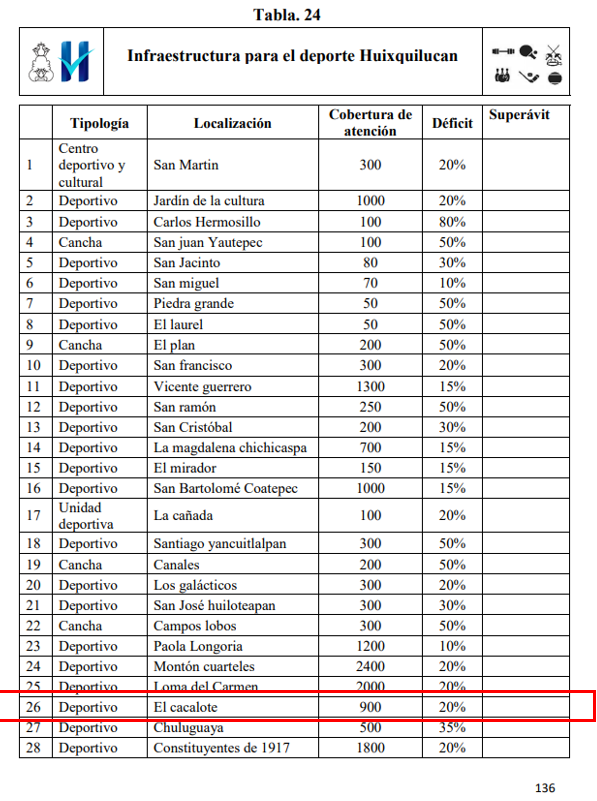 Tabla. 24
Infraestructura para el deporte Huixquilucan
Tipología Localización Cobertura de atención Déficit Superávit
1 Centro deportivo y cultural San Martin 300 20%
2 Deportivo Jardín de la cultura 1000 20%
3 Deportivo Carlos Hermosillo 100 80%
4 Cancha San juan Yautepec 100 50%
5 Deportivo San Jacinto 80 30%
6 Deportivo San miguel 70 10%
7 Deportivo Piedra grande 50 50%
8 Deportivo El laurel 50 50%
9 Cancha El plan 200 50%
10 Deportivo San francisco 300 20%
11 Deportivo Vicente guerrero 1300 15%
12 Deportivo San ramón 250 50%
13 Deportivo San Cristóbal 200 30%
14 Deportivo La magdalena chichicaspa 700 15%
15 Deportivo El mirador 150 15%
16 Deportivo San Bartolomé Coatepec 1000 15%
17 Unidad deportiva La cañada 100 20%
18 Deportivo Santiago yancuitlalpan 300 50%
19 Cancha Canales 200 50%
20 Deportivo Los galácticos 300 20%
21 Deportivo San José huiloteapan 300 30%
22 Cancha Campos lobos 300 50%
23 Deportivo Paola Longoria 1200 10%
24 Deportivo Montón cuarteles 2400 20%
25 Deportivo Loma del Carmen 2000 20%
26 Deportivo El cacalote 900 20%
27 Deportivo Chuluguaya 500 35%
28 Deportivo Constituyentes de 1917 1800 20%
136